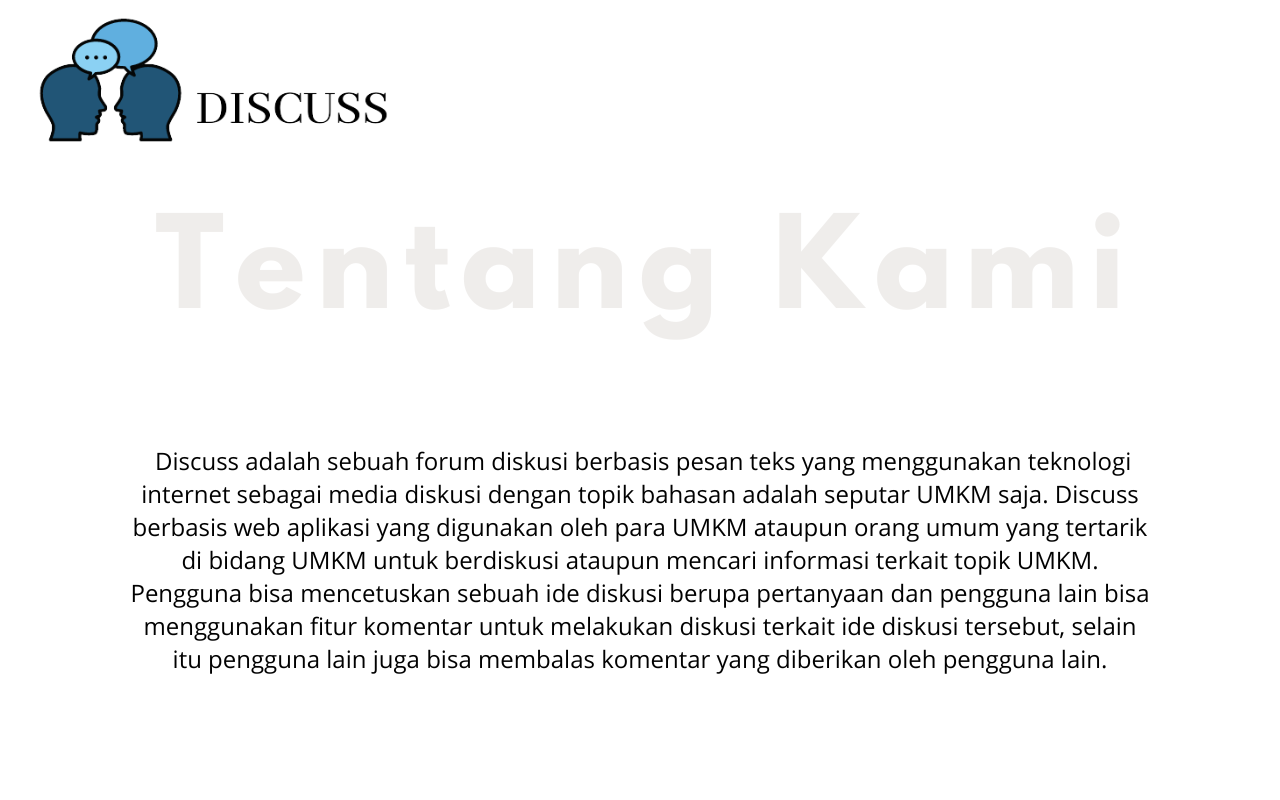 DISCUSS
Tentang Kami
Discuss adalah sebuah forum diskusi berbasis pesan teks yang menggunakan teknologi
internet sebagai media diskusi dengan topik bahasan adalah seputar UMKM saja. Discuss
berbasis web aplikasi yang digunakan oleh para UMKM ataupun orang umum yang tertarik
di bidang UMKM untuk berdiskusi ataupun mencari informasi terkait topik UMKM.
Pengguna bisa mencetuskan sebuah ide diskusi berupa pertanyaan dan pengguna lain bisa
menggunakan fitur komentar untuk melakukan diskusi terkait ide diskusi tersebut, selain
itu pengguna lain juga bisa membalas komentar yang diberikan oleh pengguna lain.